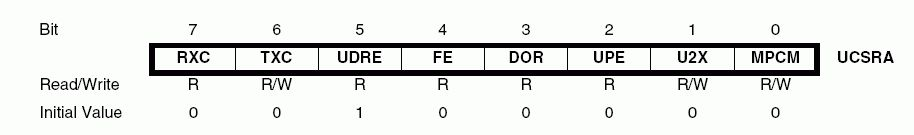 Bit 7 6 5 4 3 2 1 0
RXC TXC UDRE FE DOR UPE U2X MPCM UCSRA
Read/Write R R/W R R R R R/W R/W
Initial Value 0 0 1 0 0 0 0 0